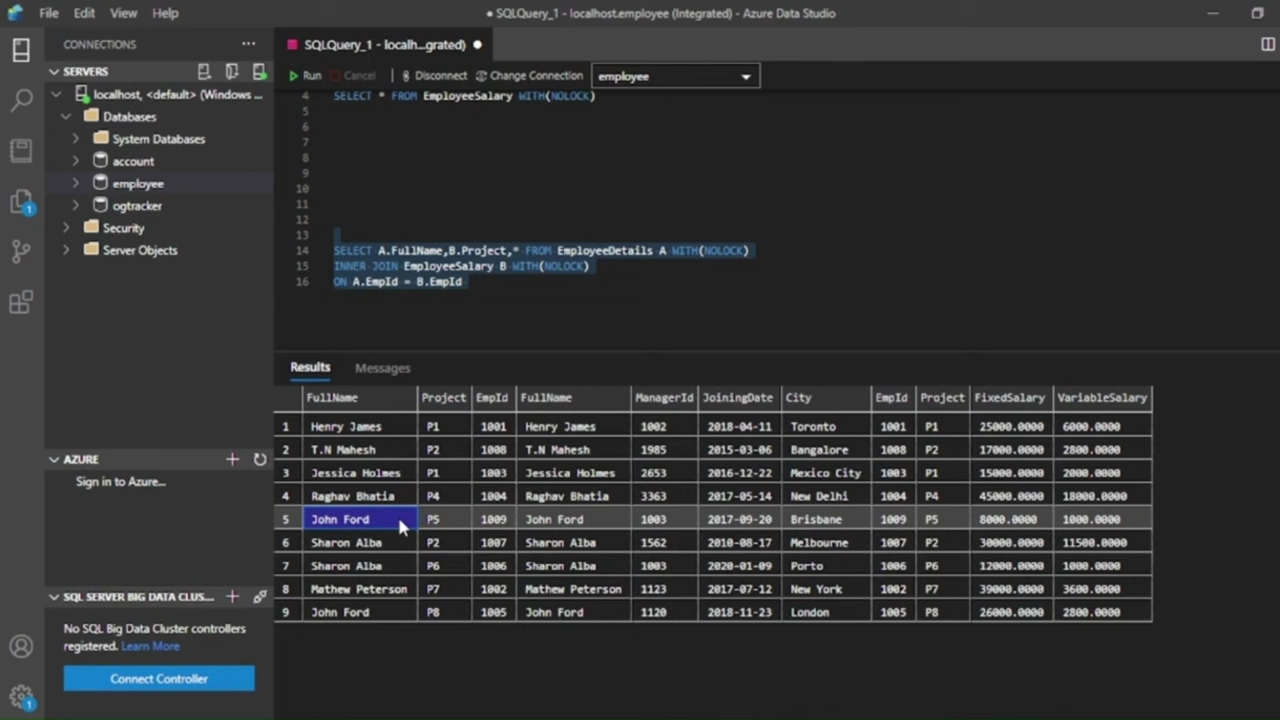 File Edit View Help
● SQLQuery_1 - localhost.employee (Integrated) - Azure Data Studio
CONNECTIONS ...
SERVERS
localhost, <default> (Windows ...
Databases
System Databases
account
employee
ogtracker
Security
Server Objects
AZURE
Sign in to Azure...
SQL SERVER BIG DATA CLUS...
No SQL Big Data Cluster controllers
registered. Learn More
Connect Controller
1
1
SQLQuery_1 - localh...grated) ●
Run Cancel | Disconnect Change Connection employee
4 SELECT * FROM EmployeeSalary WITH(NOLOCK)
5
6
7
8
9
10
11
12
13
14 SELECT A.FullName,B.Project,* FROM EmployeeDetails A WITH(NOLOCK)
15 INNER JOIN EmployeeSalary B WITH(NOLOCK)
16 ON A.EmpId = B.EmpId
Results Messages
FullName Project EmpId FullName ManagerId JoiningDate City EmpId Project FixedSalary VariableSalary
1 Henry James P1 1001 Henry James 1002 2018-04-11 Toronto 1001 P1 25000.0000 6000.0000
2 T.N Mahesh P2 1008 T.N Mahesh 1985 2015-03-06 Bangalore 1008 P2 17000.0000 2800.0000
3 Jessica Holmes P1 1003 Jessica Holmes 2653 2016-12-22 Mexico City 1003 P1 15000.0000 2000.0000
4 Raghav Bhatia P4 1004 Raghav Bhatia 3363 2017-05-14 New Delhi 1004 P4 45000.0000 18000.0000
5 John Ford P5 1009 John Ford 1003 2017-09-20 Brisbane 1009 P5 8000.0000 1000.0000
6 Sharon Alba P2 1007 Sharon Alba 1562 2010-08-17 Melbourne 1007 P2 30000.0000 11500.0000
7 Sharon Alba P6 1006 Sharon Alba 1003 2020-01-09 Porto 1006 P6 12000.0000 1000.0000
8 Mathew Peterson P7 1002 Mathew Peterson 1123 2017-07-12 New York 1002 P7 39000.0000 3600.0000
9 John Ford P8 1005 John Ford 1120 2018-11-23 London 1005 P8 26000.0000 2800.0000